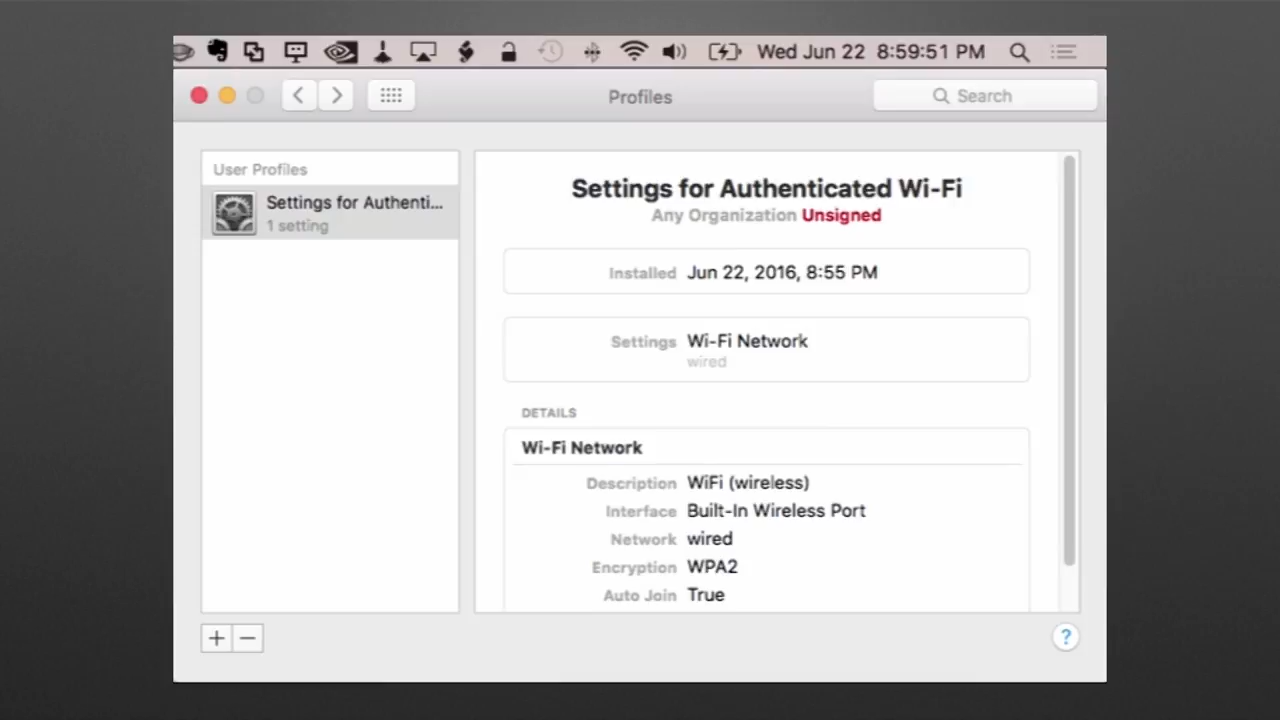 Wed Jun 22 8:59:51 PM
Profiles
Search
User Profiles
Settings for Authenti...
1 setting
Settings for Authenticated Wi-Fi
Any Organization Unsigned
Installed Jun 22, 2016, 8:55 PM
Settings Wi-Fi Network
wired
DETAILS
Wi-Fi Network
Description WiFi (wireless)
Interface Built-In Wireless Port
Network wired
Encryption WPA2
Auto Join True
+ −
?